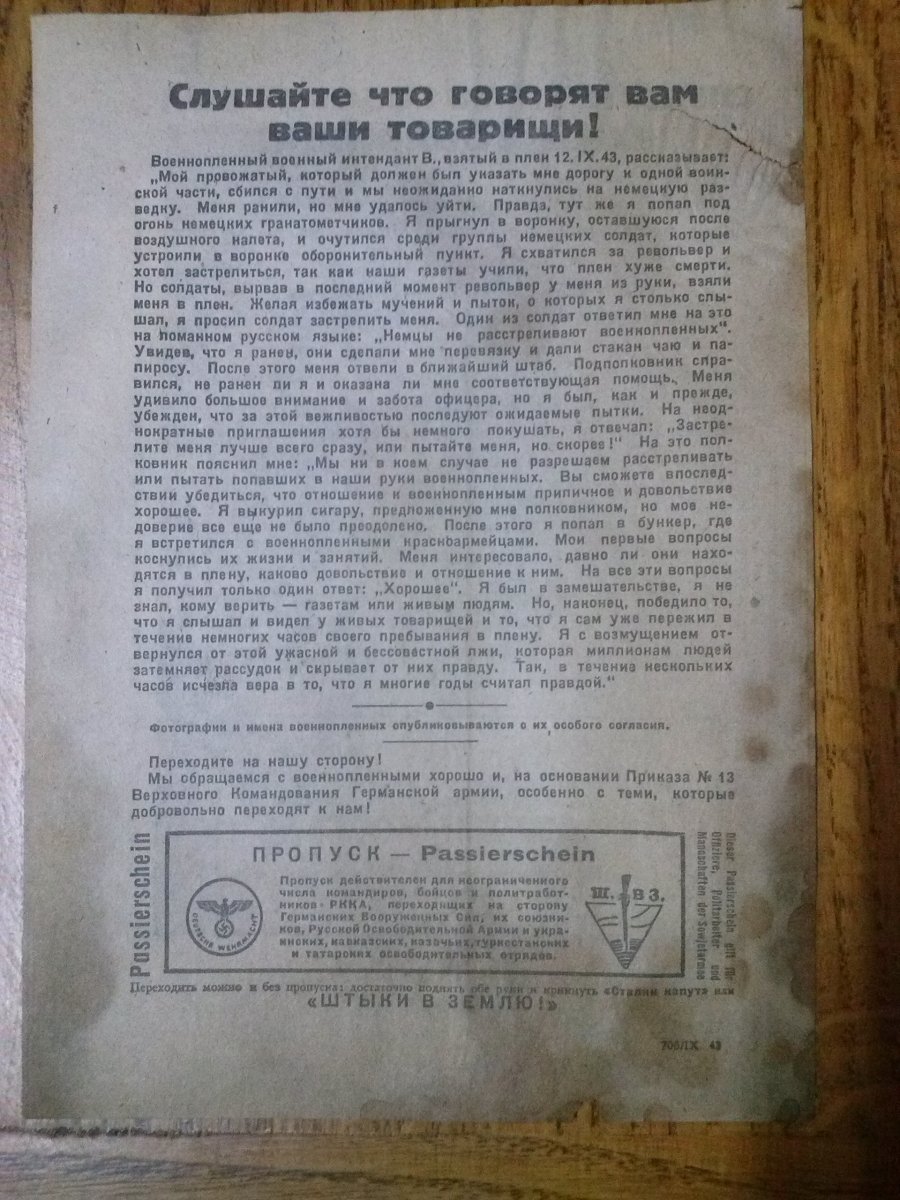 Слушайте что говорят вам
ваши товарищи!
Военнопленный военный интендант В., взятый в плен 12. IX. 43, рассказывает:
„Мой провожатый, который должен был указать мне дорогу и одной воин-
ской части, сбился с пути и мы неожиданно наткнулись на немецкую раз-
ведку. Меня ранили, но мне удалось уйти. Правда, тут же я попал под
огонь немецких гранатометчиков. Я прыгнул в воронку, оставшуюся после
воздушного налета, и очутился среди группы немецких солдат, которые
устроили в воронке оборонительный пункт. Я схватился за револьвер и
хотел застрелиться, так как наши газеты учили, что плен хуже смерти.
Но солдаты, вырвав в последний момент револьвер у меня из руки, взяли
меня в плен. Желая избежать мучений и пыток, о которых я столько слы-
шал, я просил солдат застрелить меня. Один из солдат ответил мне на это
на ломанном русском языке: „Немцы не расстреливают военнопленных“.
Увидев, что я ранен, они сделали мне перевязку и дали стакан чаю и па-
пиросу. После этого меня отвели в ближайший штаб. Подполковник спра-
вился, не ранен ли я и оказана ли мне соответствующая помощь. Меня
удивило большое внимание и забота офицера, но я был, как и прежде,
убежден, что за этой вежливостью последуют ожидаемые пытки. На неод-
нократные приглашения хотя бы немного покушать, я отвечал: „Застре-
лите меня лучше всего сразу, или пытайте меня, но скорее!“ На это пол-
ковник пояснил мне: „Мы ни в коем случае не разрешаем расстреливать
или пытать попавших в наши руки военнопленных. Вы сможете впослед-
ствии убедиться, что отношение к военнопленным приличное и довольствие
хорошее. Я выкурил сигару, предложенную мне полковником, но мое не-
доверие все еще не было преодолено. После этого я попал в бункер, где
я встретился с военнопленными красноармейцами. Мои первые вопросы
коснулись их жизни и занятий. Меня интересовало, давно ли они нахо-
дятся в плену, каково довольствие и отношение к ним. На все эти вопросы
я получил только один ответ: „Хорошее“. Я был в замешательстве, я не
знал, кому верить — газетам или живым людям. Но, наконец, победило то,
что я слышал и видел у живых товарищей и то, что я сам уже пережил в
течение немногих часов своего пребывания в плену. Я с возмущением от-
вернулся от этой ужасной и бессовестной лжи, которая миллионам людей
затемняет рассудок и скрывает от них правду. Так, в течение нескольких
часов исчезла вера в то, что я многие годы считал правдой.“
Фотографии и имена военнопленных опубликовываются с их особого согласия.
Переходите на нашу сторону!
Мы обращаемся с военнопленными хорошо и, на основании Приказа № 13
Верховного Командования Германской армии, особенно с теми, которые
добровольно переходят к нам!
Passierschein
ПРОПУСК — Passierschein
Пропуск действителен для неограниченного
числа командиров, бойцов и политработ-
ников РККА, переходящих на сторону
Германских Вооруженных Сил, их союзни-
ков, Русской Освободительной Армии и укра-
инских, кавказских, казачьих, туркестанских
и татарских освободительных отрядов.
DEUTSCHE WEHRMACHT
Ш. В З.
Dieser Passierschein gilt für
Offiziere, Politarbeiter und
Mannschaften der Sowjetarmee
Переходить можно и без пропуска: достаточно поднять обе руки и крикнуть «Сталин капут» или
«ШТЫКИ В ЗЕМЛЮ!»
706/IX 43